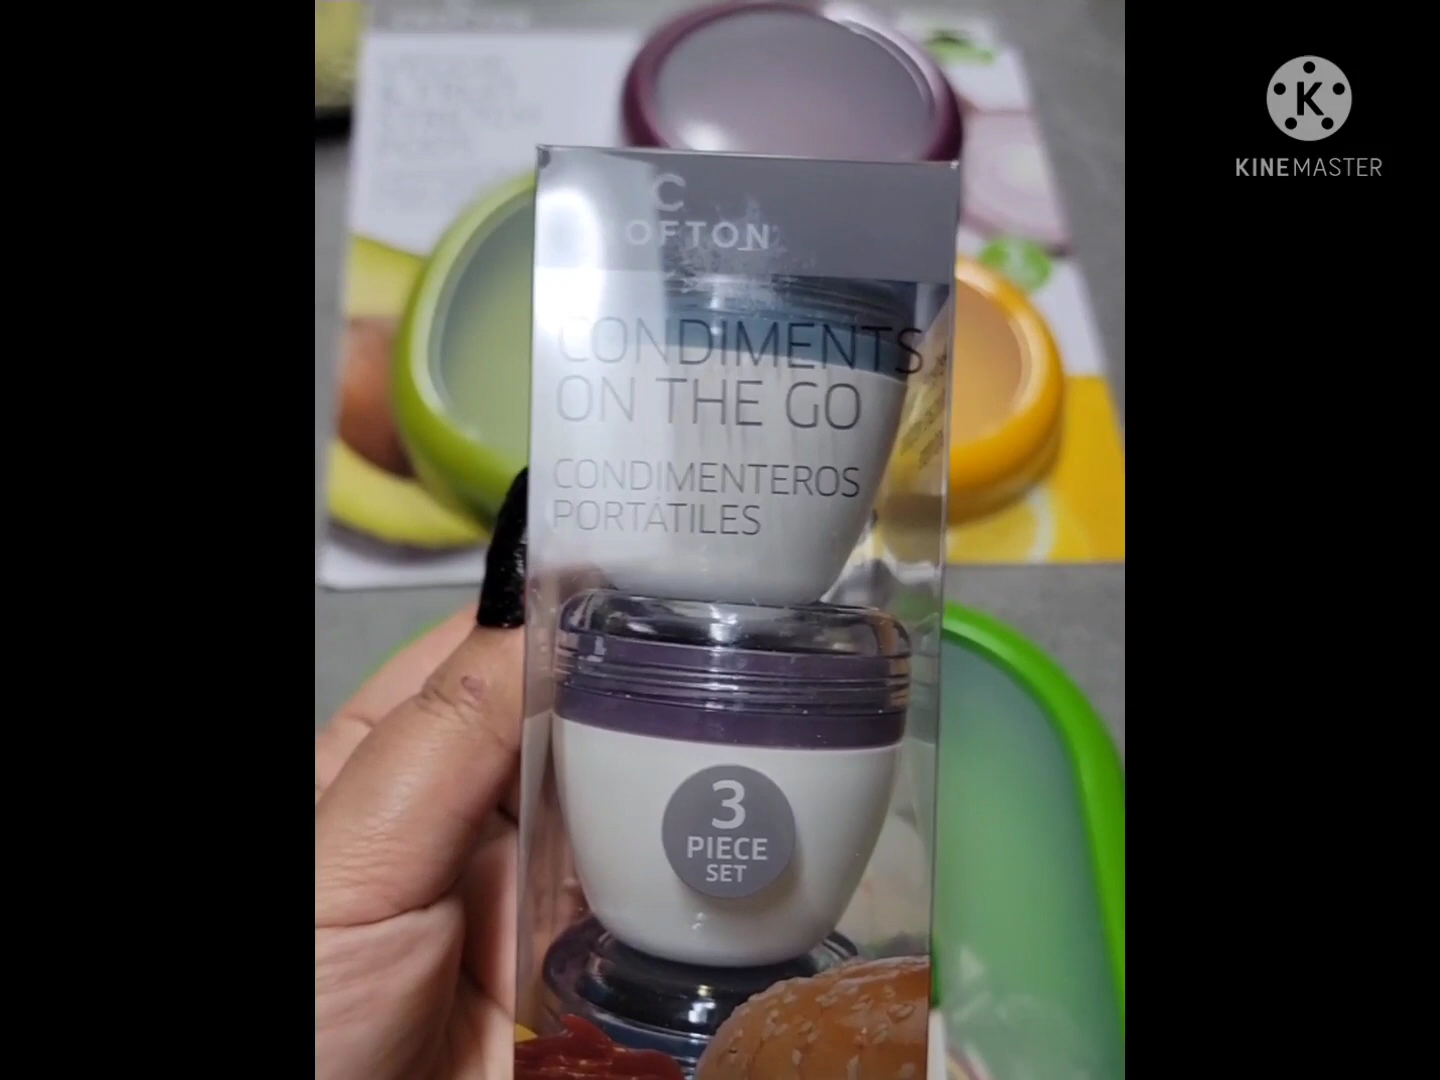 C
OFTON
CONDIMENTS
ON THE GO
CONDIMENTEROS
PORTÁTILES
3
PIECE
SET
K
KINEMASTER